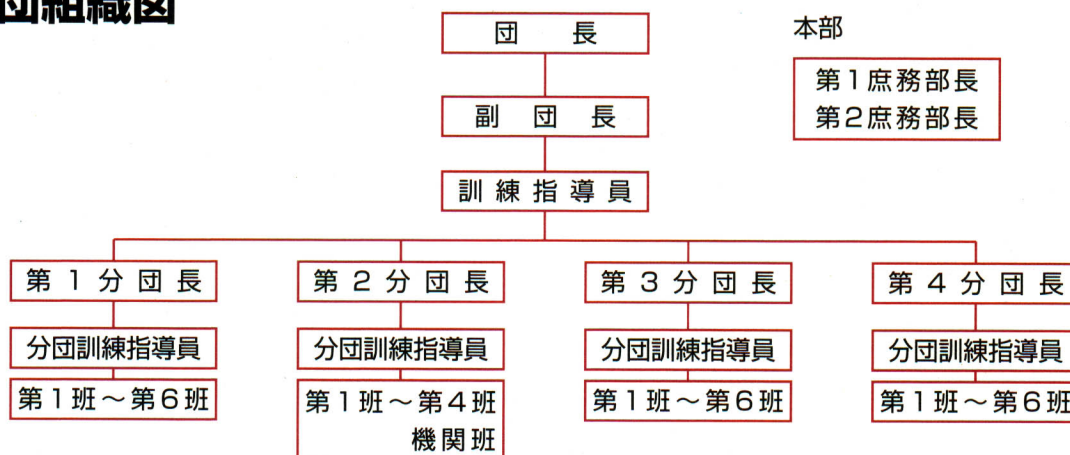 団組織図
団長
本部
第1庶務部長
第2庶務部長
副団長
訓練指導員
第1分団長
第2分団長
第3分団長
第4分団長
分団訓練指導員
分団訓練指導員
分団訓練指導員
分団訓練指導員
第1班～第6班
第1班～第4班
機関班
第1班～第6班
第1班～第6班